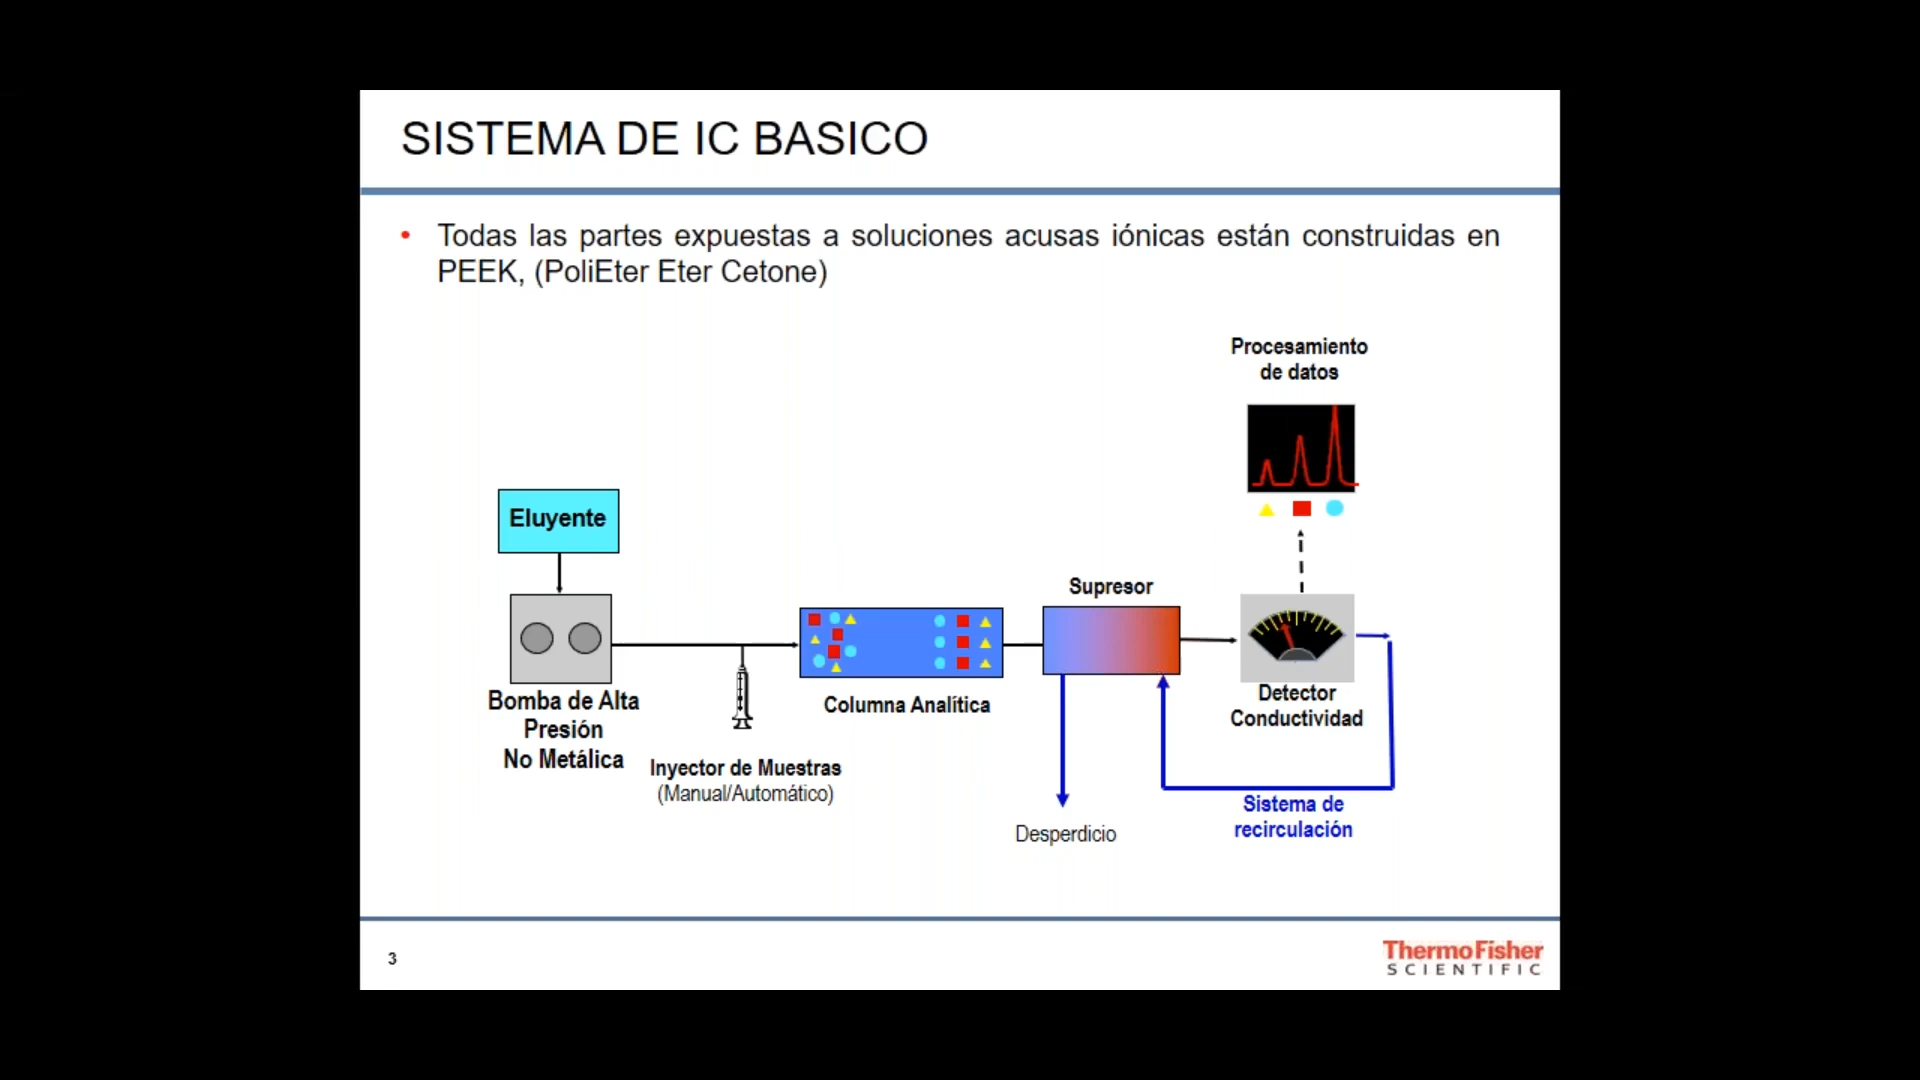 SISTEMA DE IC BASICO
• Todas las partes expuestas a soluciones acusas iónicas están construidas en
PEEK, (PoliEter Eter Cetone)
Procesamiento
de datos
Eluyente
Supresor
Bomba de Alta
Presión
No Metálica
Inyector de Muestras
(Manual/Automático)
Columna Analítica
Detector
Conductividad
Desperdicio
Sistema de
recirculación
3
ThermoFisher
SCIENTIFIC